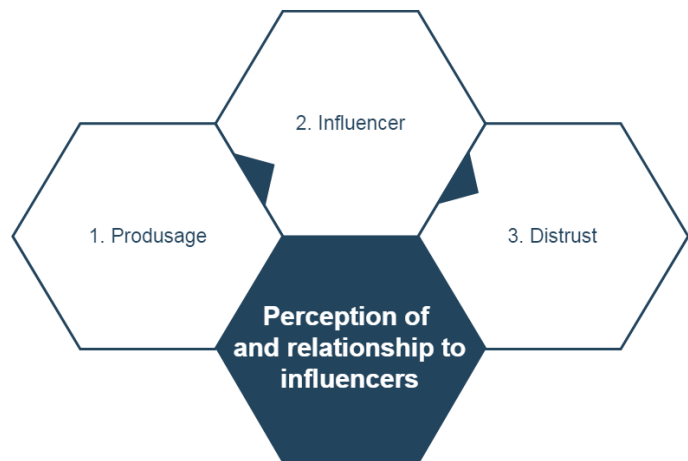 2. Influencer
1. Produsage
3. Distrust
Perception of
and relationship to
influencers